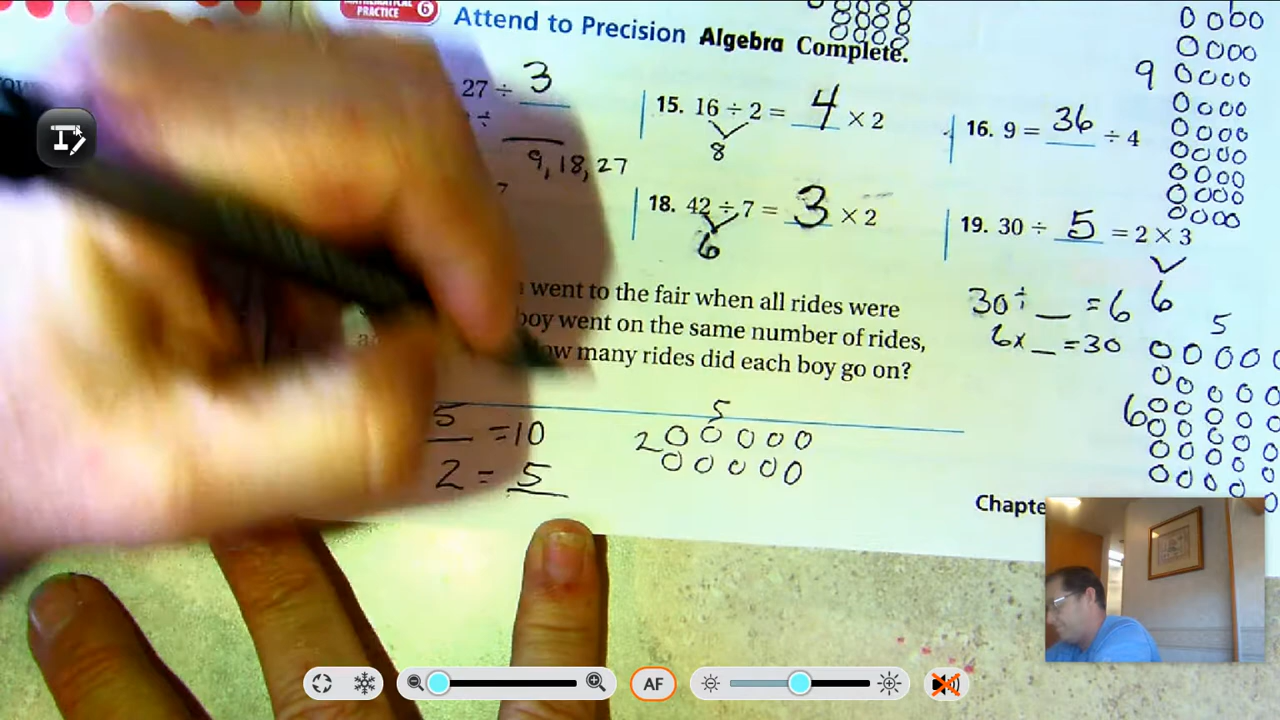 PRACTICE 6
Attend to Precision Algebra Complete.
27 ÷ 3
÷ ___
9, 18, 27
7
15. 16 ÷ 2 = 4 × 2
8
16. 9 = 36 ÷ 4
9
18. 42 ÷ 7 = 3 × 2
6
19. 30 ÷ 5 = 2 × 3
6
30 ÷ __ = 6
6 × __ = 30
5
6
went to the fair when all rides were
boy went on the same number of rides,
ow many rides did each boy go on?
5 = 10
2 = 5
5
2
Chapte
AF